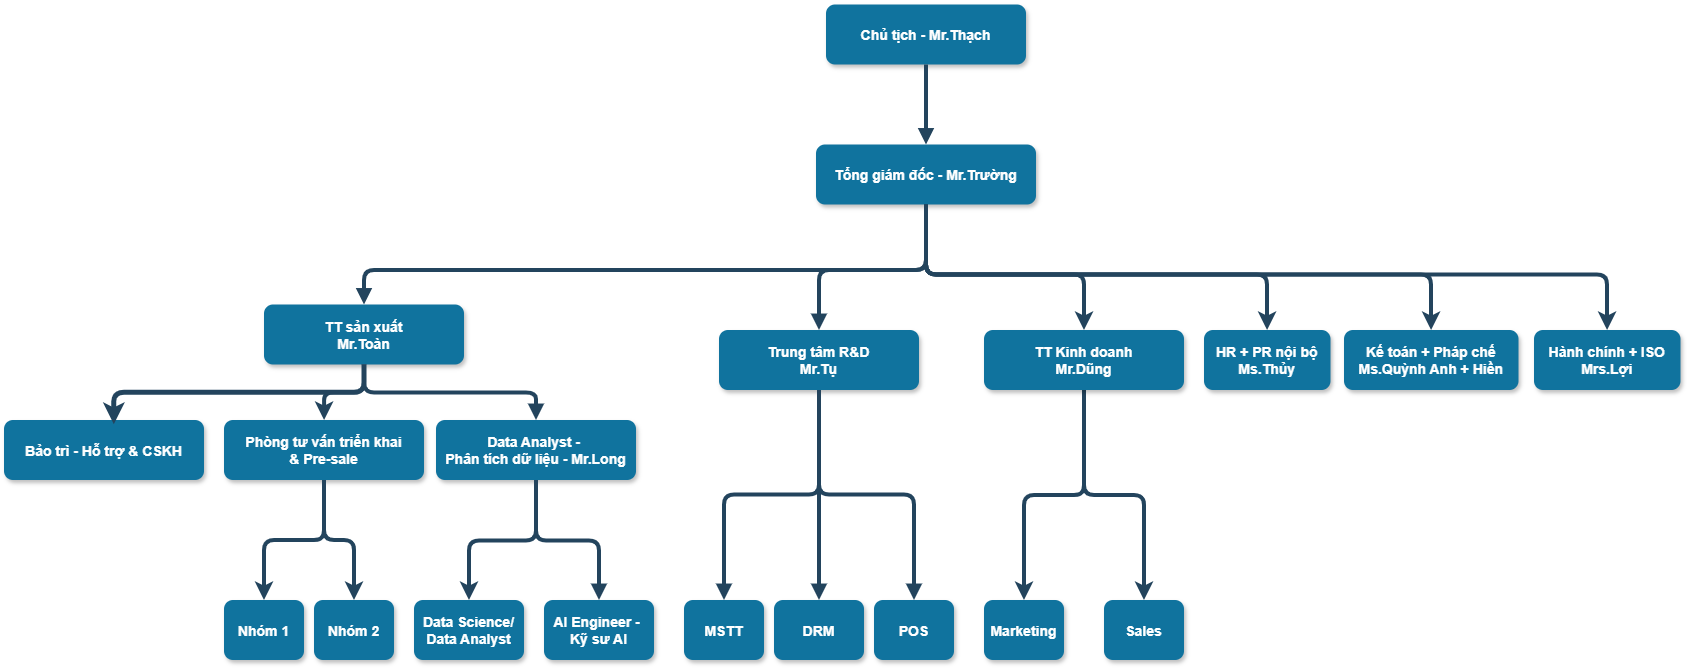 Chủ tịch - Mr.Thạch
Tổng giám đốc - Mr.Trường
TT sản xuất
Mr.Toản
Trung tâm R&D
Mr.Tụ
TT Kinh doanh
Mr.Dũng
HR + PR nội bộ
Ms.Thủy
Kế toán + Pháp chế
Ms.Quỳnh Anh + Hiền
Hành chính + ISO
Mrs.Lợi
Bảo trì - Hỗ trợ & CSKH
Phòng tư vấn triển khai
& Pre-sale
Data Analyst -
Phân tích dữ liệu - Mr.Long
Nhóm 1
Nhóm 2
Data Science/
Data Analyst
AI Engineer -
Kỹ sư AI
MSTT
DRM
POS
Marketing
Sales